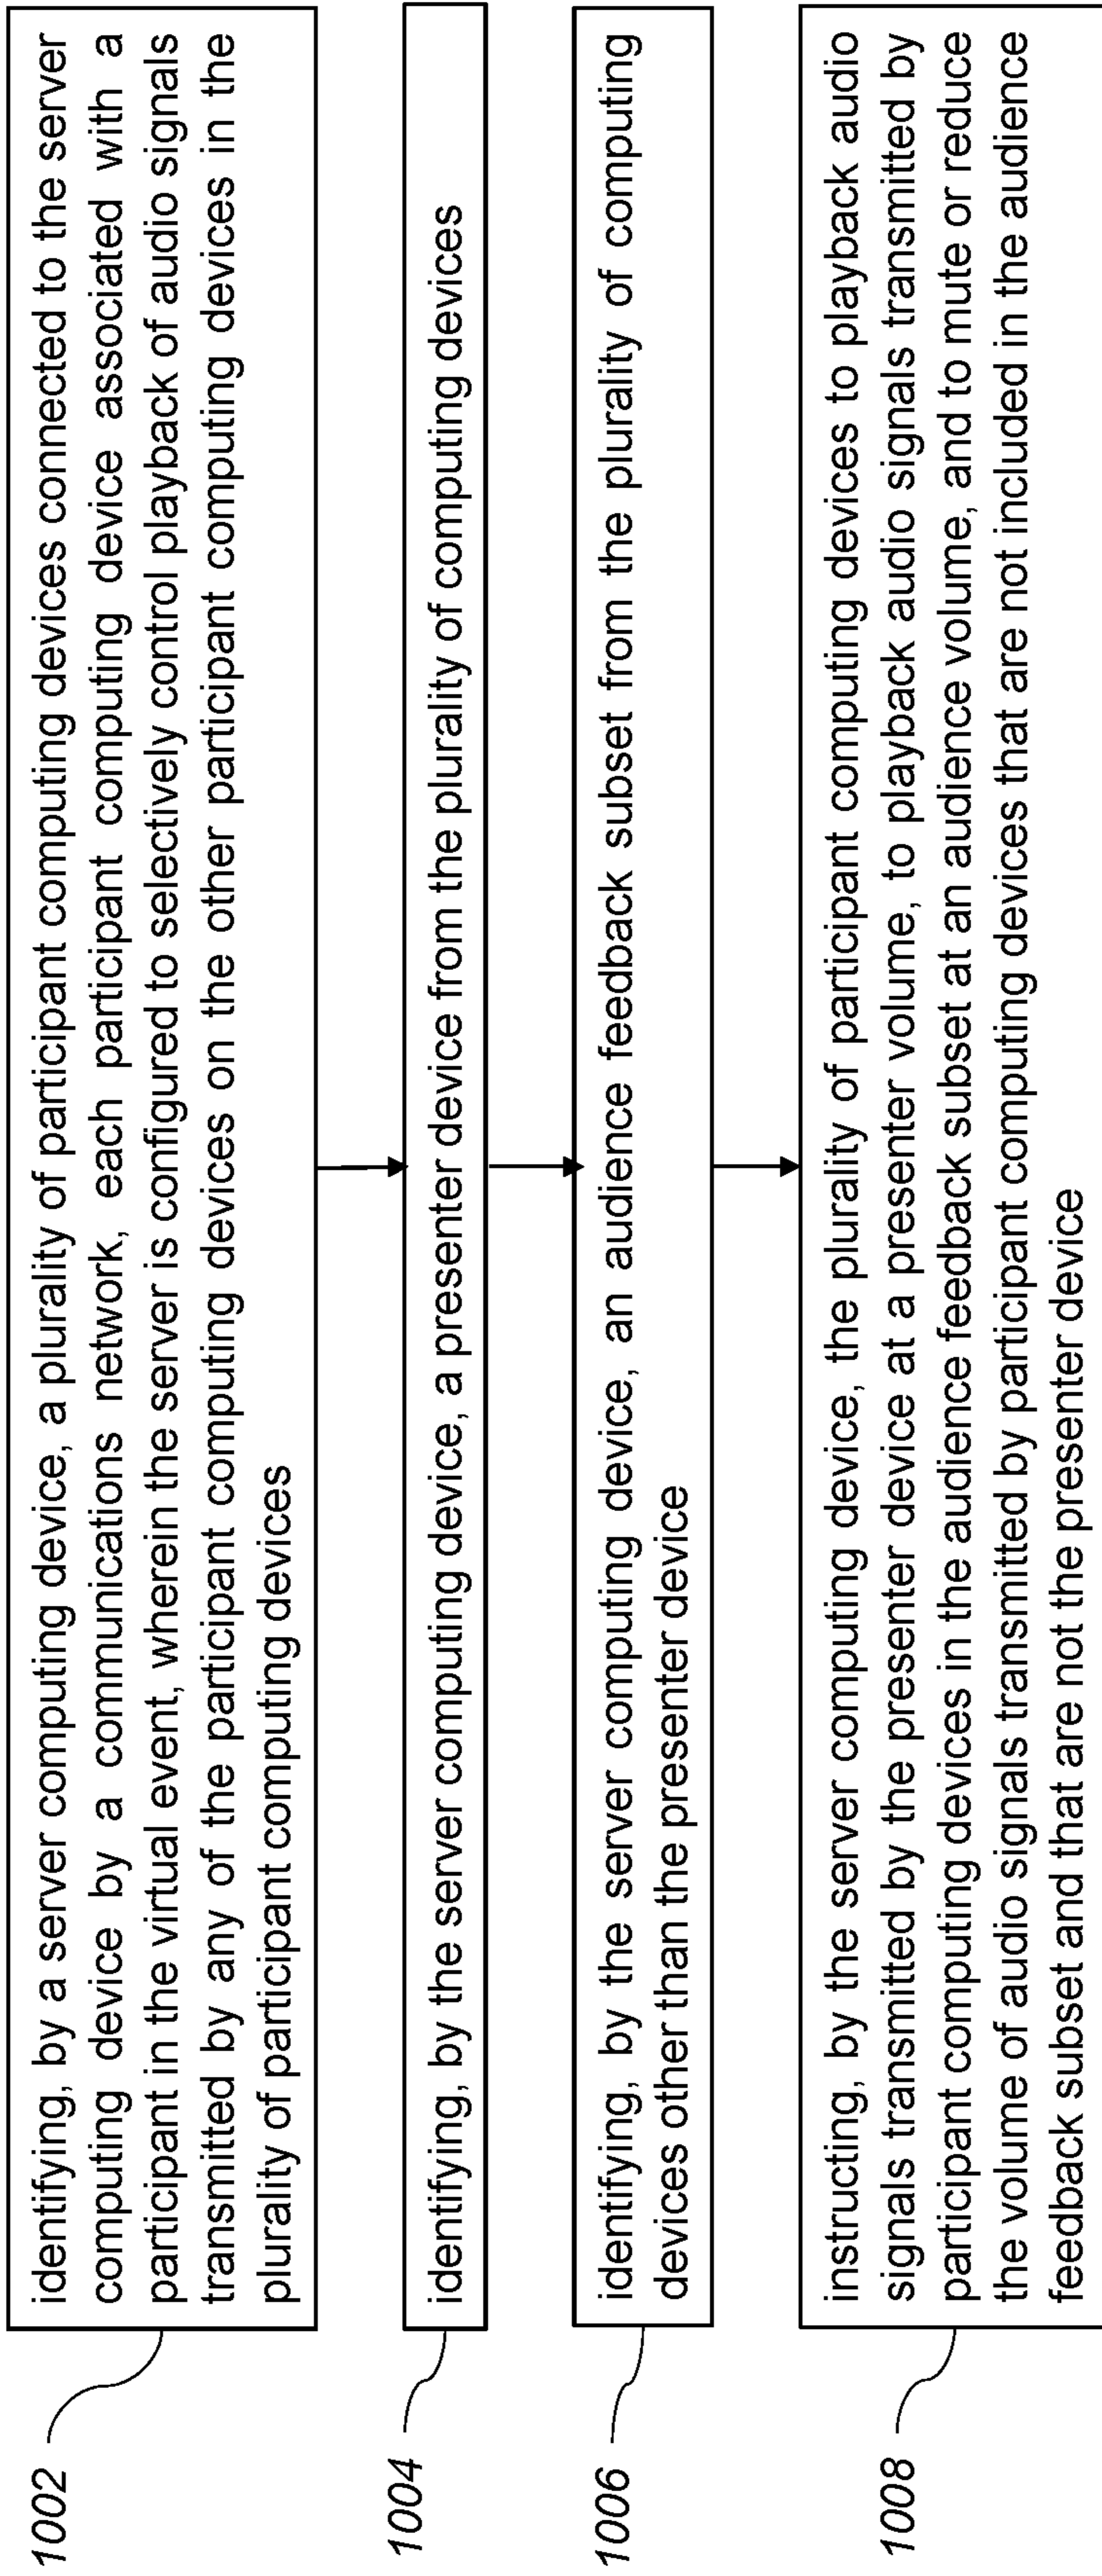 1002
identifying, by a server computing device, a plurality of participant computing devices connected to the server
computing device by a communications network, each participant computing device associated with a
participant in the virtual event, wherein the server is configured to selectively control playback of audio signals
transmitted by any of the participant computing devices on the other participant computing devices in the
plurality of participant computing devices
1004
identifying, by the server computing device, a presenter device from the plurality of computing devices
1006
identifying, by the server computing device, an audience feedback subset from the plurality of computing
devices other than the presenter device
1008
instructing, by the server computing device, the plurality of participant computing devices to playback audio
signals transmitted by the presenter device at a presenter volume, to playback audio signals transmitted by
participant computing devices in the audience feedback subset at an audience volume, and to mute or reduce
the volume of audio signals transmitted by participant computing devices that are not included in the audience
feedback subset and that are not the presenter device